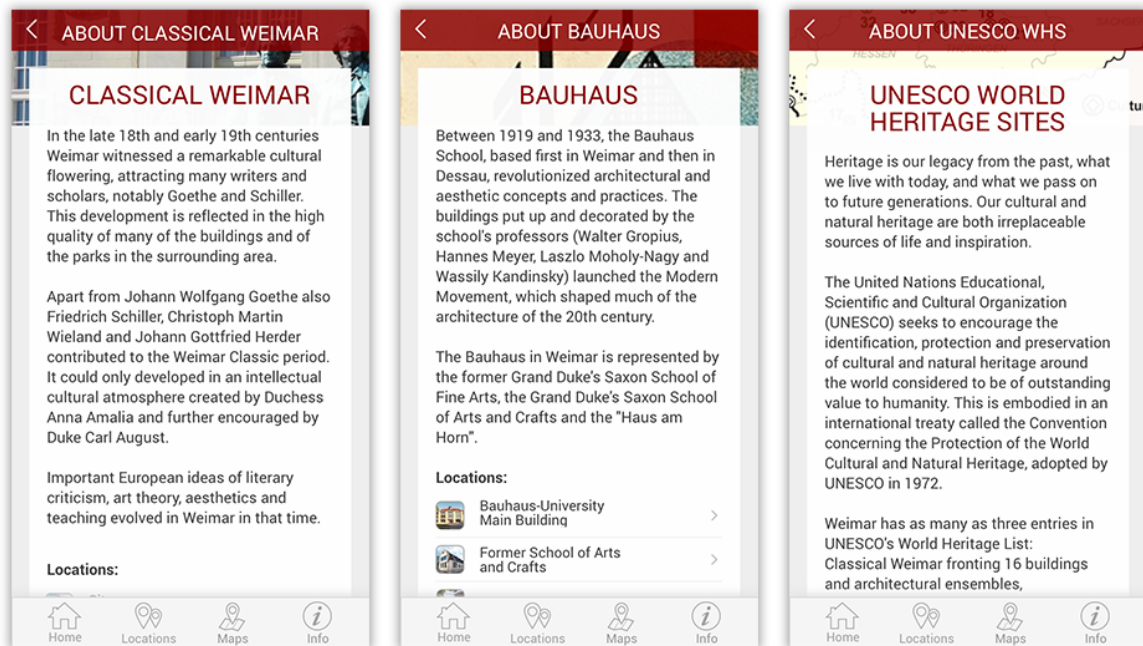 ABOUT CLASSICAL WEIMAR
CLASSICAL WEIMAR
In the late 18th and early 19th centuries
Weimar witnessed a remarkable cultural
flowering, attracting many writers and
scholars, notably Goethe and Schiller.
This development is reflected in the high
quality of many of the buildings and of
the parks in the surrounding area.
Apart from Johann Wolfgang Goethe also
Friedrich Schiller, Christoph Martin
Wieland and Johann Gottfried Herder
contributed to the Weimar Classic period.
It could only developed in an intellectual
cultural atmosphere created by Duchess
Anna Amalia and further encouraged by
Duke Carl August.
Important European ideas of literary
criticism, art theory, aesthetics and
teaching evolved in Weimar in that time.
Locations:
Home
Locations
Maps
Info
ABOUT BAUHAUS
BAUHAUS
Between 1919 and 1933, the Bauhaus
School, based first in Weimar and then in
Dessau, revolutionized architectural and
aesthetic concepts and practices. The
buildings put up and decorated by the
school's professors (Walter Gropius,
Hannes Meyer, Laszlo Moholy-Nagy and
Wassily Kandinsky) launched the Modern
Movement, which shaped much of the
architecture of the 20th century.
The Bauhaus in Weimar is represented by
the former Grand Duke's Saxon School of
Fine Arts, the Grand Duke's Saxon School
of Arts and Crafts and the "Haus am
Horn".
Locations:
Bauhaus-University
Main Building
Former School of Arts
and Crafts
Home
Locations
Maps
Info
ABOUT UNESCO WHS
HESSEN
UNESCO WORLD
HERITAGE SITES
Heritage is our legacy from the past, what
we live with today, and what we pass on
to future generations. Our cultural and
natural heritage are both irreplaceable
sources of life and inspiration.
The United Nations Educational,
Scientific and Cultural Organization
(UNESCO) seeks to encourage the
identification, protection and preservation
of cultural and natural heritage around
the world considered to be of outstanding
value to humanity. This is embodied in an
international treaty called the Convention
concerning the Protection of the World
Cultural and Natural Heritage, adopted by
UNESCO in 1972.
Weimar has as many as three entries in
UNESCO's World Heritage List:
Classical Weimar fronting 16 buildings
and architectural ensembles,
Home
Locations
Maps
Info